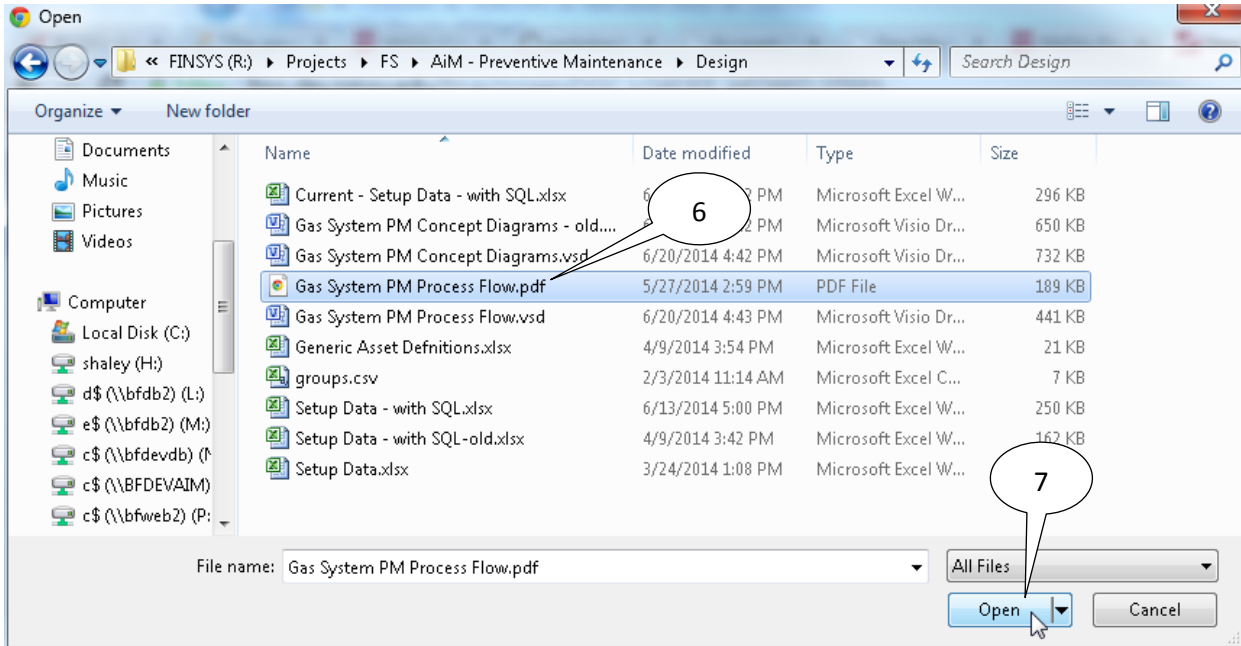 Open
« FINSYS (R:) ▸ Projects ▸ FS ▸ AiM - Preventive Maintenance ▸ Design Search Design
Organize New folder
Name Date modified Type Size
Documents
Music
Pictures
Videos
Computer
Local Disk (C:)
shaley (H:)
d$ (\\bfdb2) (L:)
e$ (\\bfdb2) (M:)
c$ (\\bfdevdb) (
c$ (\\BFDEVAIM)
c$ (\\bfweb2) (P:
Current - Setup Data - with SQL.xlsx PM Microsoft Excel W... 296 KB
Gas System PM Concept Diagrams - old.... PM Microsoft Visio Dr... 650 KB
Gas System PM Concept Diagrams.vsd 6/20/2014 4:42 PM Microsoft Visio Dr... 732 KB
Gas System PM Process Flow.pdf 5/27/2014 2:59 PM PDF File 189 KB
Gas System PM Process Flow.vsd 6/20/2014 4:43 PM Microsoft Visio Dr... 441 KB
Generic Asset Defnitions.xlsx 4/9/2014 3:54 PM Microsoft Excel W... 21 KB
groups.csv 2/3/2014 11:14 AM Microsoft Excel C... 7 KB
Setup Data - with SQL.xlsx 6/13/2014 5:00 PM Microsoft Excel W... 250 KB
Setup Data - with SQL-old.xlsx 4/9/2014 3:42 PM Microsoft Excel W... 162 KB
Setup Data.xlsx 3/24/2014 1:08 PM Microsoft Excel W...
6
7
File name: Gas System PM Process Flow.pdf All Files
Open Cancel